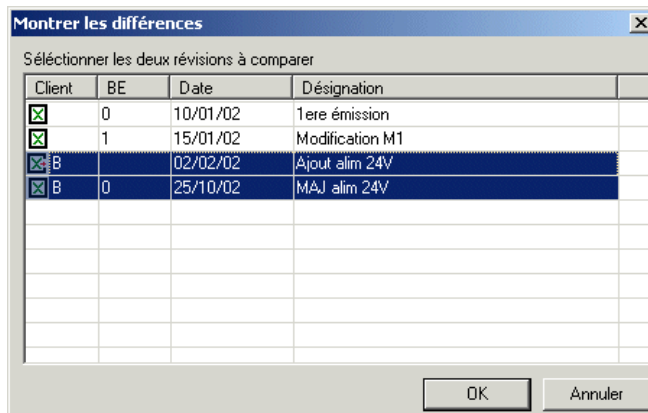 Montrer les différences
Séléctionner les deux révisions à comparer
Client BE Date Désignation
0 10/01/02 1ere émission
1 15/01/02 Modification M1
B 02/02/02 Ajout alim 24V
B 0 25/10/02 MAJ alim 24V
OK Annuler